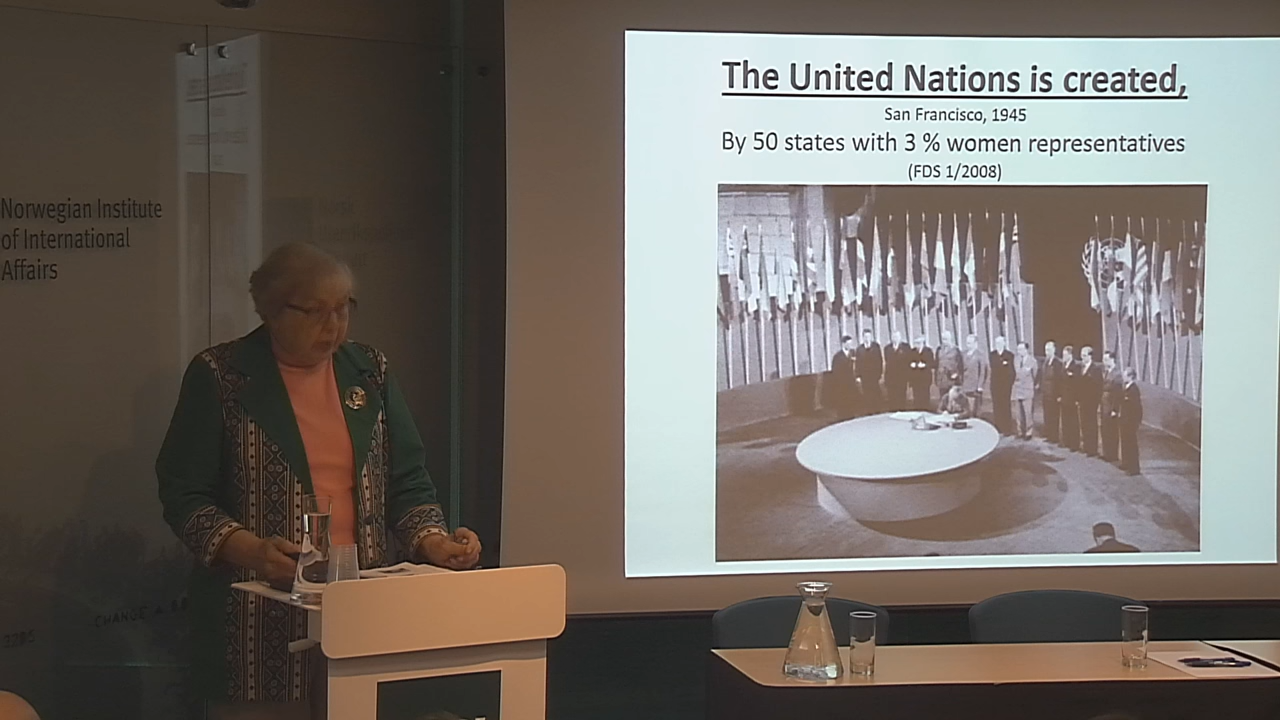 Norwegian Institute
of International
Affairs
The United Nations is created,
San Francisco, 1945
By 50 states with 3 % women representatives
(FDS 1/2008)
CHANGE